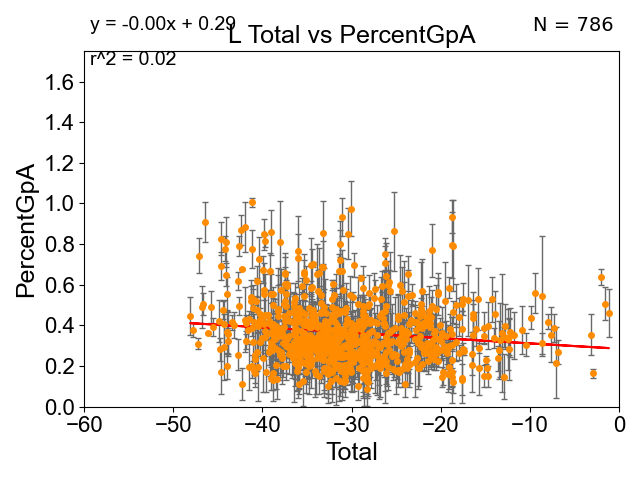 y = -0.00x + 0.29
N = 786
L Total vs PercentGpA
r^2 = 0.02
PercentGpA
1.6
1.4
1.2
1.0
0.8
0.6
0.4
0.2
0.0
−60 −50 −40 −30 −20 −10 0
Total